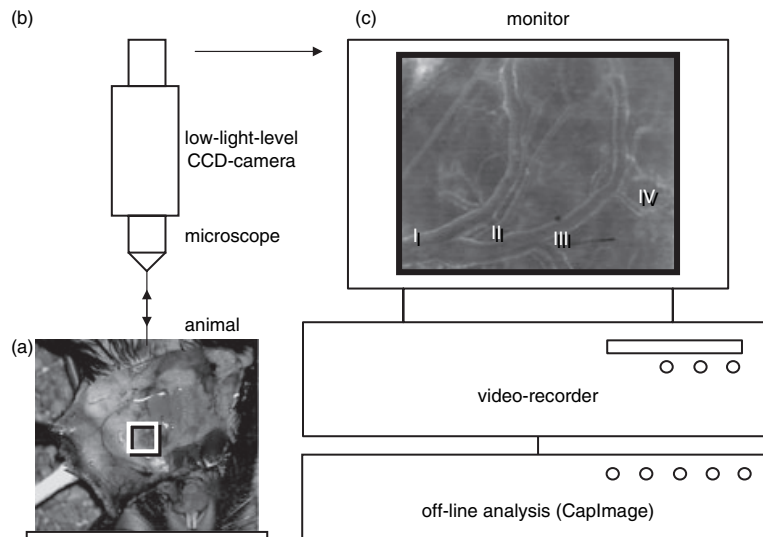 (b)
(c)
monitor
low-light-level
CCD-camera
microscope
I
II
III
IV
animal
(a)
video-recorder
off-line analysis (CapImage)